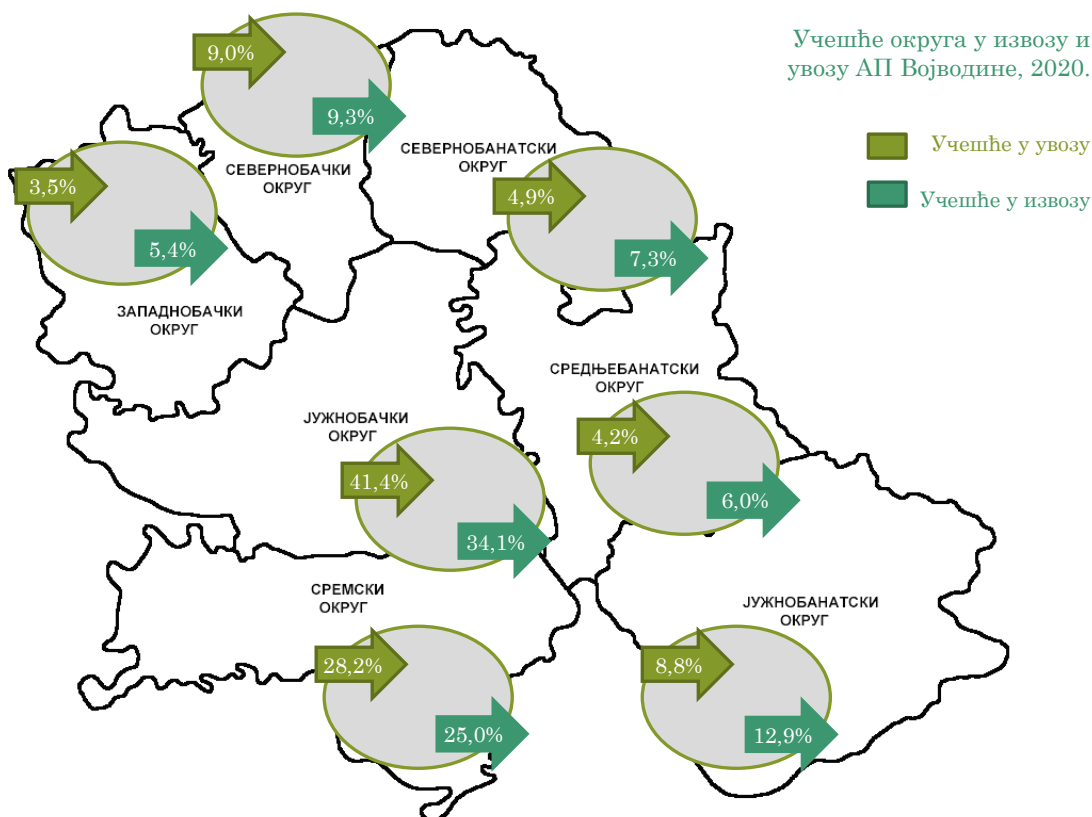 Учешће округа у извозу и
увозу АП Војводине, 2020.
Учешће у увозу
Учешће у извозу
9,0%
9,3%
СЕВЕРНОБАЧКИ
ОКРУГ
СЕВЕРНОБАНАТСКИ
ОКРУГ
4,9%
7,3%
3,5%
5,4%
ЗАПАДНОБАЧКИ
ОКРУГ
СРЕДЊЕБАНАТСКИ
ОКРУГ
4,2%
6,0%
ЈУЖНОБАЧКИ
ОКРУГ
41,4%
34,1%
СРЕМСКИ
ОКРУГ
28,2%
25,0%
ЈУЖНОБАНАТСКИ
ОКРУГ
8,8%
12,9%